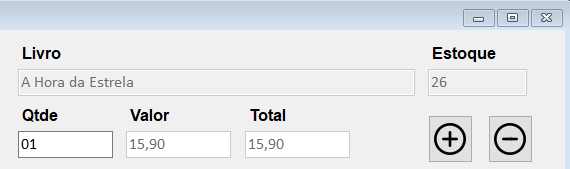 Livro Estoque
A Hora da Estrela 26
Qtde Valor Total
01 15,90 15,90